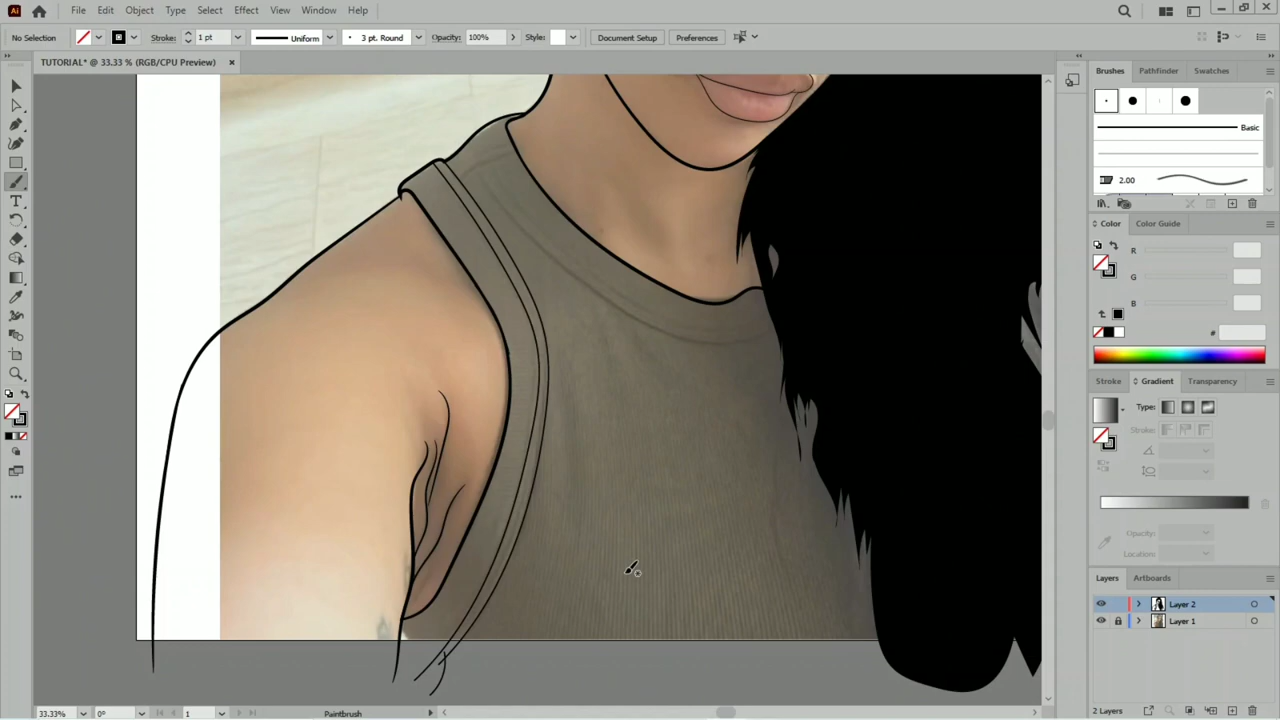 Ai File Edit Object Type Select Effect View Window Help
No Selection Stroke: 1 pt. Uniform 3 pt. Round Opacity: 100% Style: Document Setup Preferences
TUTORIAL* @ 33.33 % (RGB/CPU Preview) ×
Brushes Pathfinder Swatches
Basic
2.00
Color Color Guide
R
G
B
#
Stroke Gradient Transparency
Type:
Stroke:
Opacity:
Location:
Layers Artboards
Layer 2
Layer 1
2 Layers
33.33% 0° 1 Paintbrush